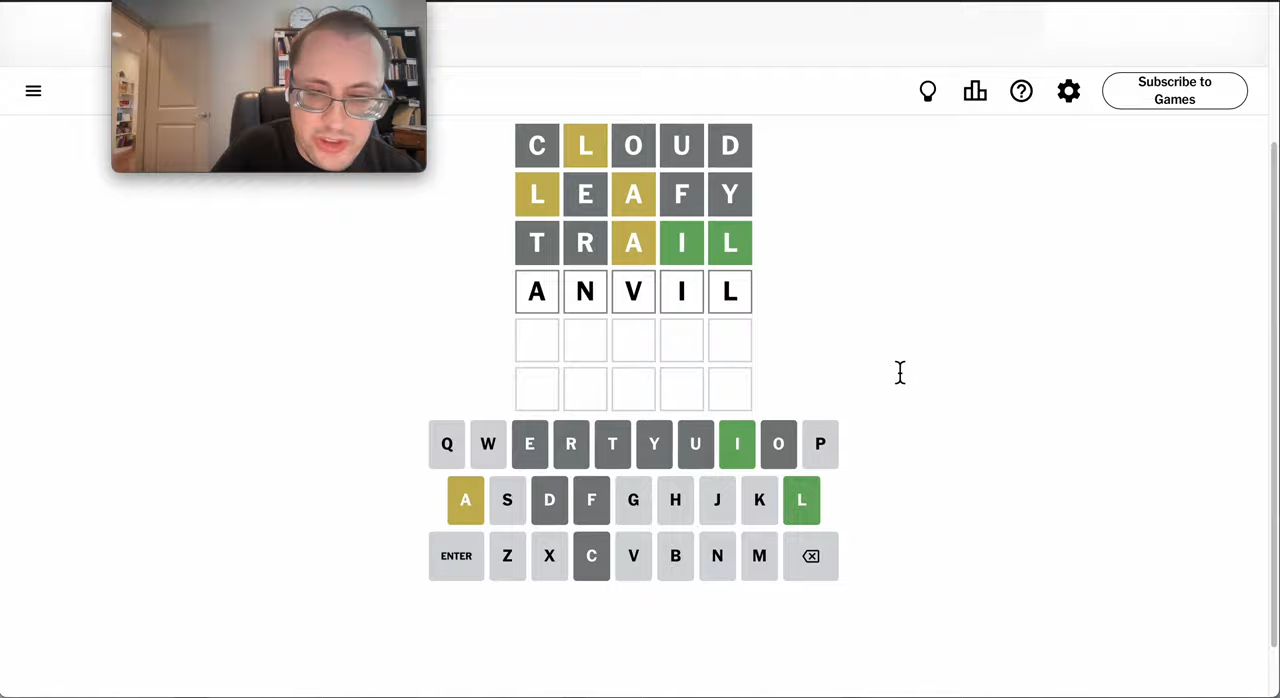 Subscribe to
Games
C L O U D
L E A F Y
T R A I L
A N V I L
Q W E R T Y U I O P
A S D F G H J K L
ENTER Z X C V B N M